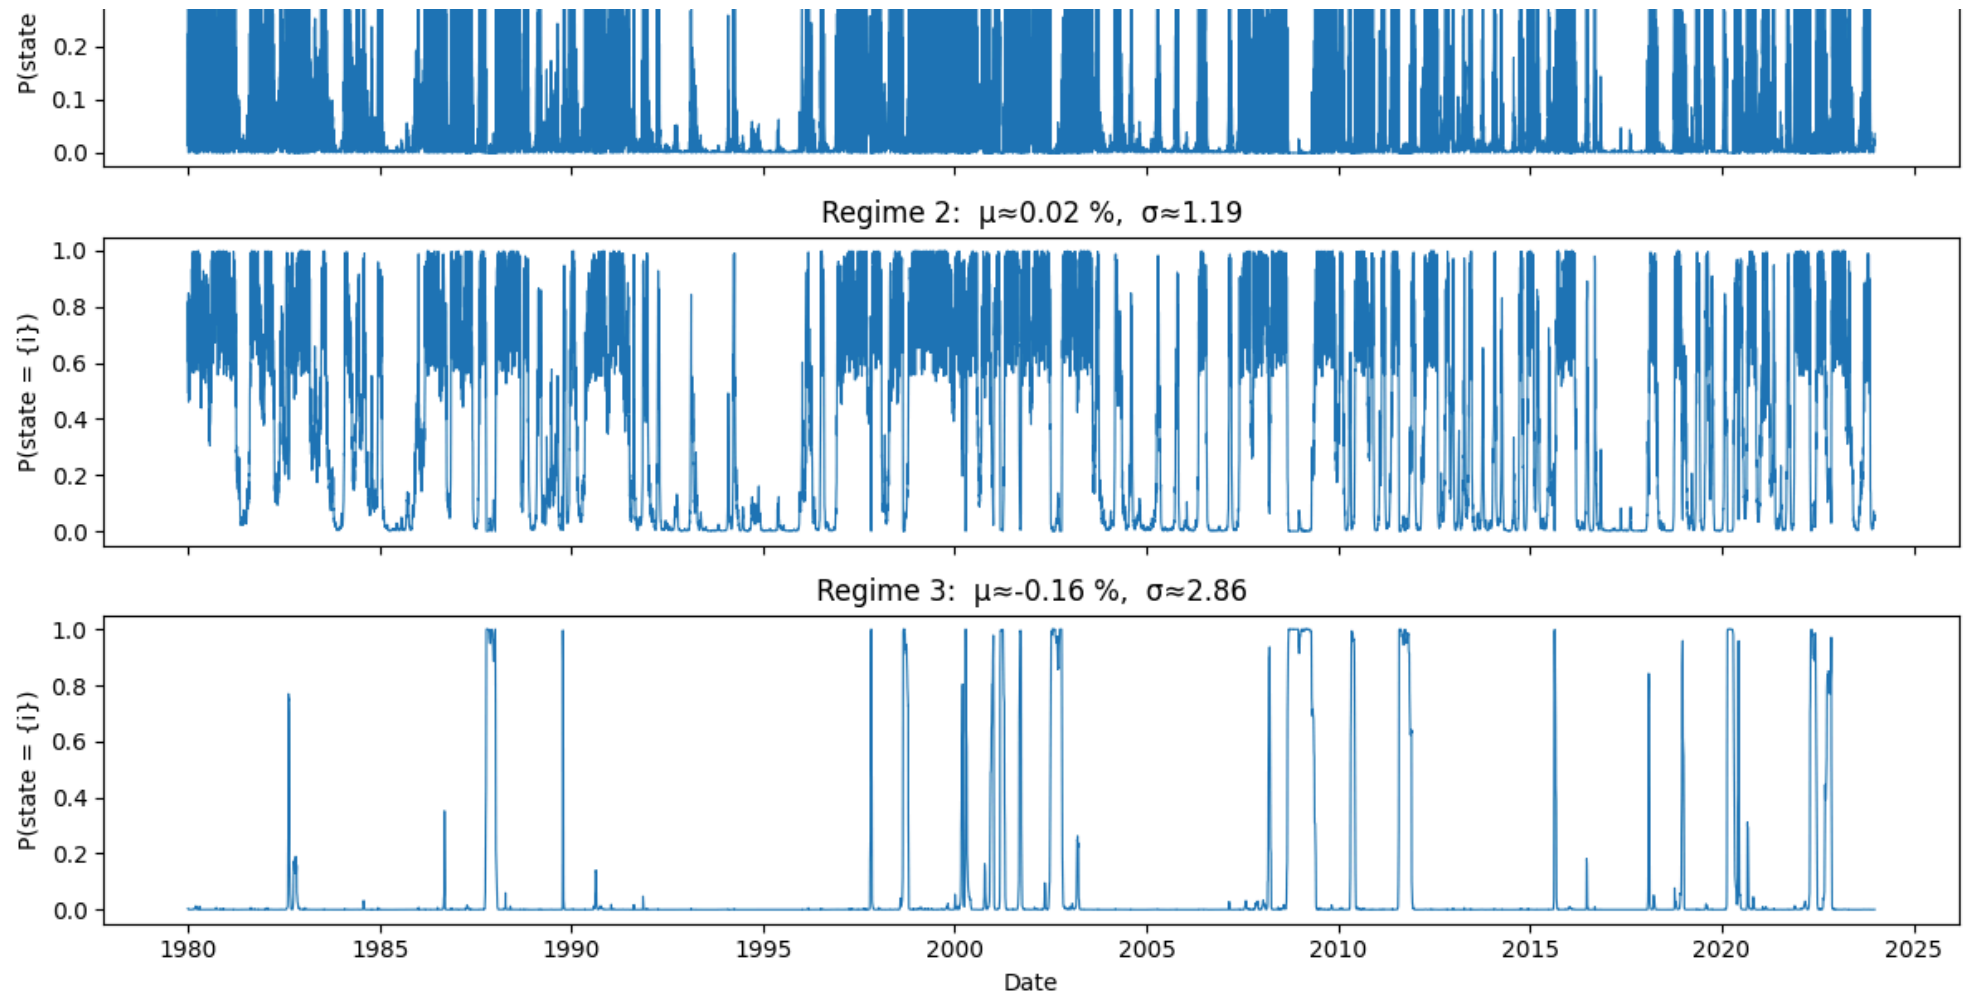 P(state
0.2
0.1
0.0
Regime 2:  μ≈0.02 %,  σ≈1.19
P(state = {i})
1.0
0.8
0.6
0.4
0.2
0.0
Regime 3:  μ≈-0.16 %,  σ≈2.86
P(state = {i})
1.0
0.8
0.6
0.4
0.2
0.0
1980 1985 1990 1995 2000 2005 2010 2015 2020 2025
Date